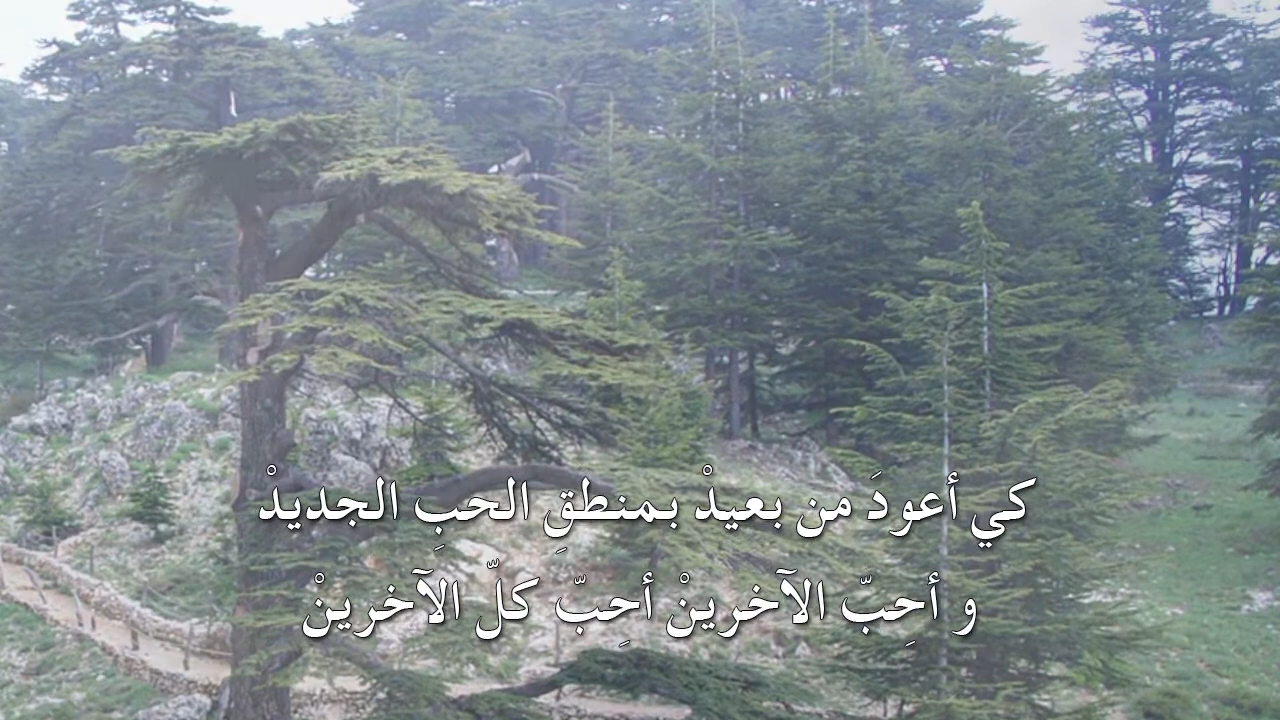 كي أعودَ من بعيدْ بمنطقِ الحبِ الجديدْ
و أحِبّ الآخرينْ أحِبّ كلّ الآخرينْ